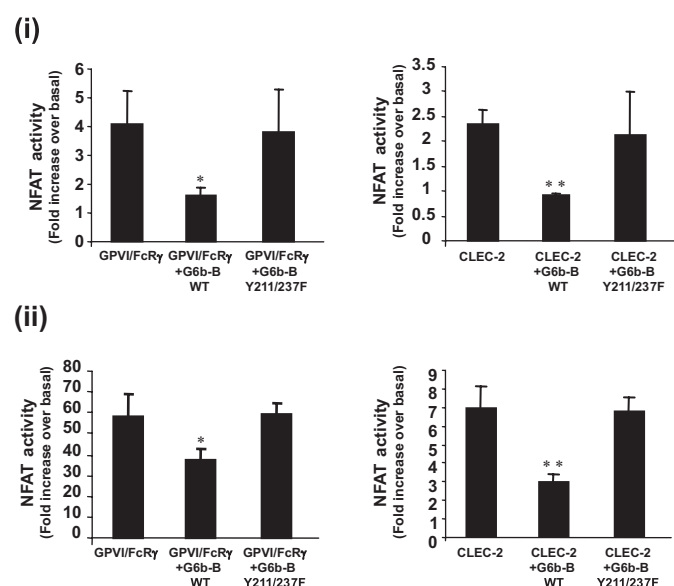 (i)
NFAT activity
(Fold increase over basal)
6
5
4
3
2
1
0
*
GPVI/FcRγ GPVI/FcRγ GPVI/FcRγ
+G6b-B +G6b-B
WT Y211/237F
NFAT activity
(Fold increase over basal)
3.5
3
2.5
2
1.5
1
0.5
0
**
CLEC-2 CLEC-2 CLEC-2
+G6b-B +G6b-B
WT Y211/237F
(ii)
NFAT activity
(Fold increase over basal)
80
70
60
50
40
30
20
10
0
*
GPVI/FcRγ GPVI/FcRγ GPVI/FcRγ
+G6b-B +G6b-B
WT Y211/237F
NFAT activity
(Fold increase over basal)
9
8
7
6
5
4
3
2
1
0
**
CLEC-2 CLEC-2 CLEC-2
+G6b-B +G6b-B
WT Y211/237F